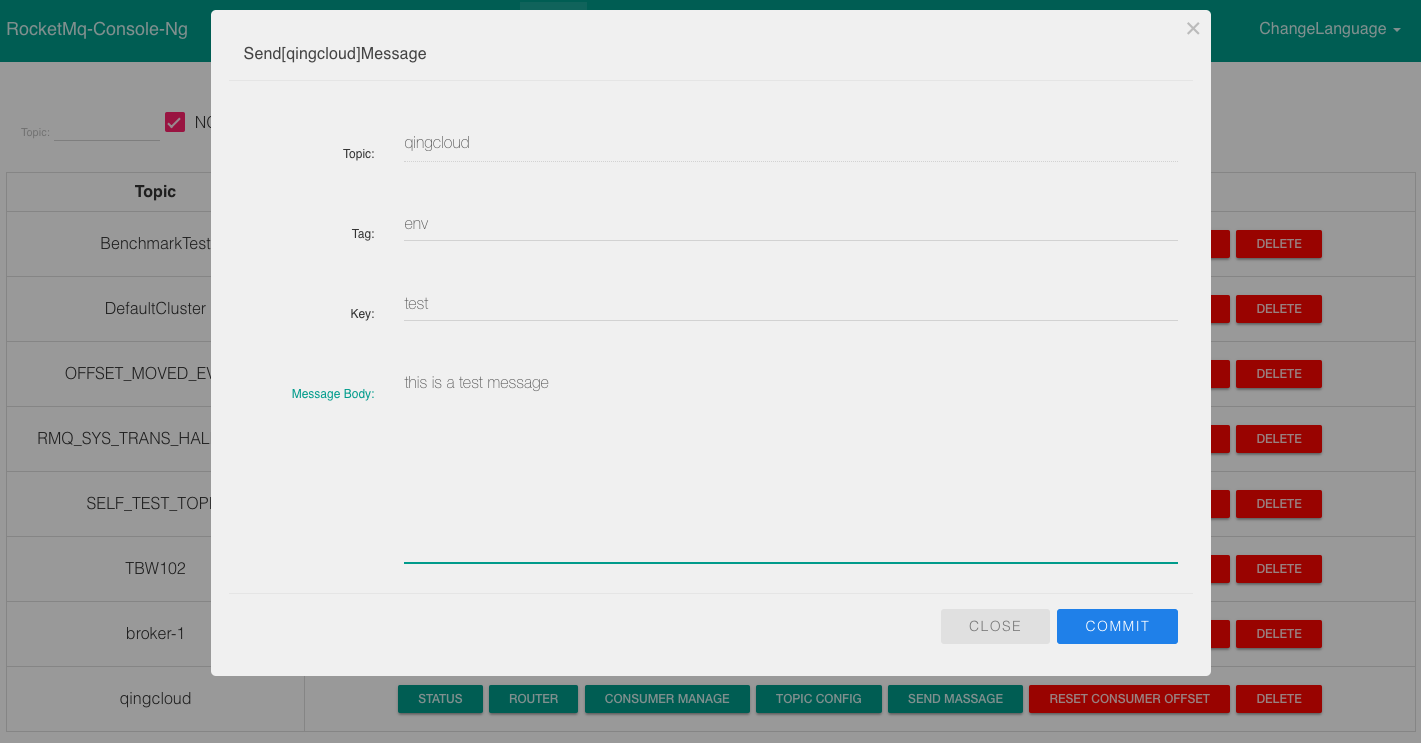 RocketMq-Console-Ng
ChangeLanguage
Send[qingcloud]Message
Topic:
Topic: qingcloud
Tag: env
Key: test
Message Body: this is a test message
CLOSE COMMIT
Topic
BenchmarkTest DELETE
DefaultCluster DELETE
OFFSET_MOVED_EV DELETE
RMQ_SYS_TRANS_HAL DELETE
SELF_TEST_TOP DELETE
TBW102 DELETE
broker-1 DELETE
qingcloud STATUS ROUTER CONSUMER MANAGE TOPIC CONFIG SEND MASSAGE RESET CONSUMER OFFSET DELETE